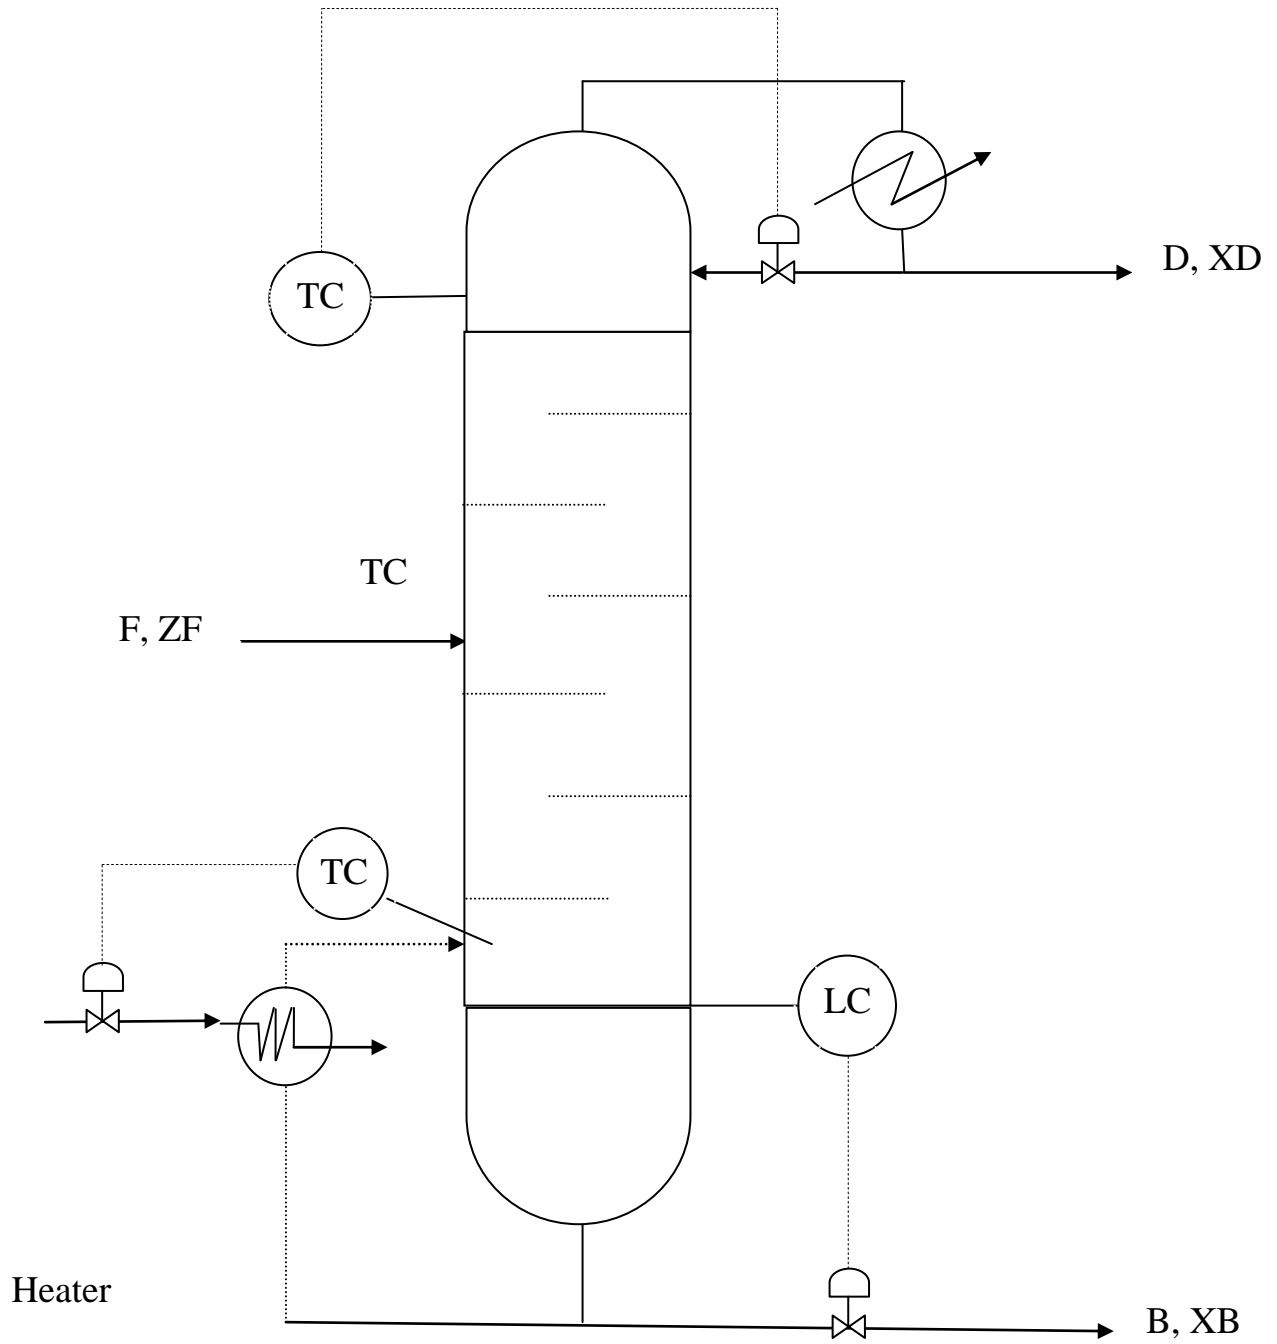 D, XD
TC
TC
F, ZF
TC
LC
Heater
B, XB